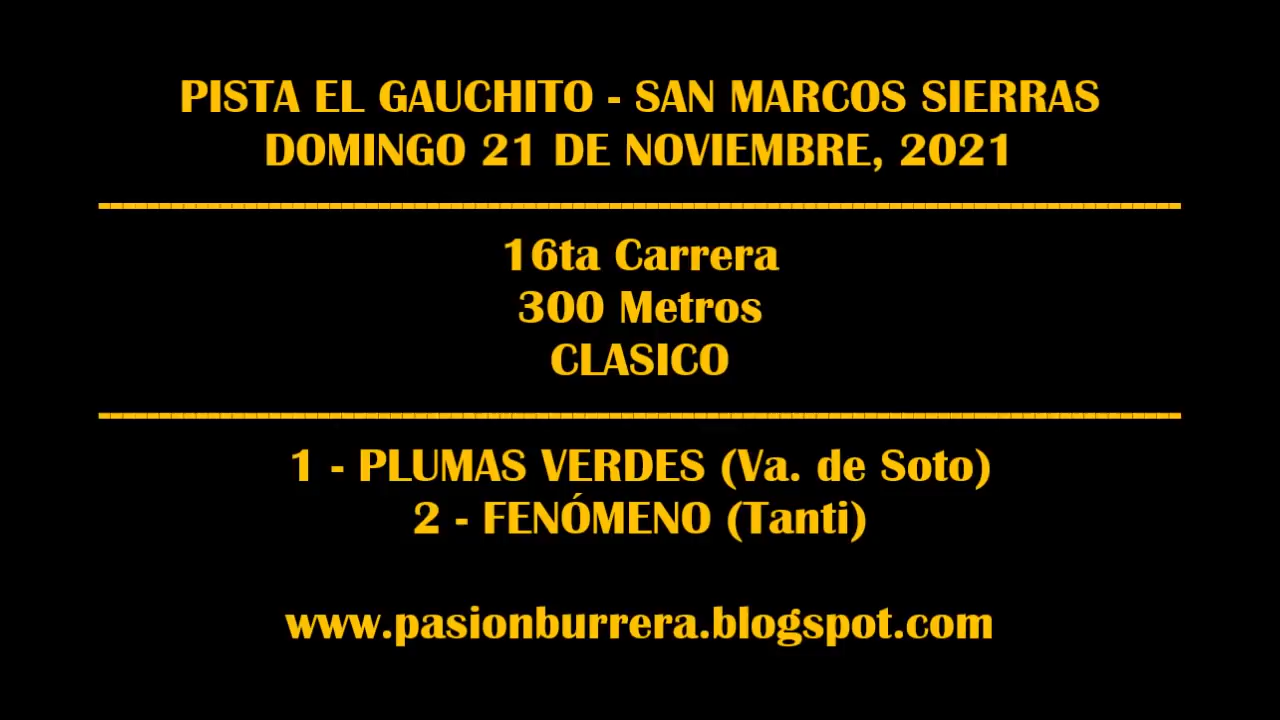 PISTA EL GAUCHITO - SAN MARCOS SIERRAS
DOMINGO 21 DE NOVIEMBRE, 2021
16ta Carrera
300 Metros
CLASICO
1 - PLUMAS VERDES (Va. de Soto)
2 - FENÓMENO (Tanti)
www.pasionburrera.blogspot.com